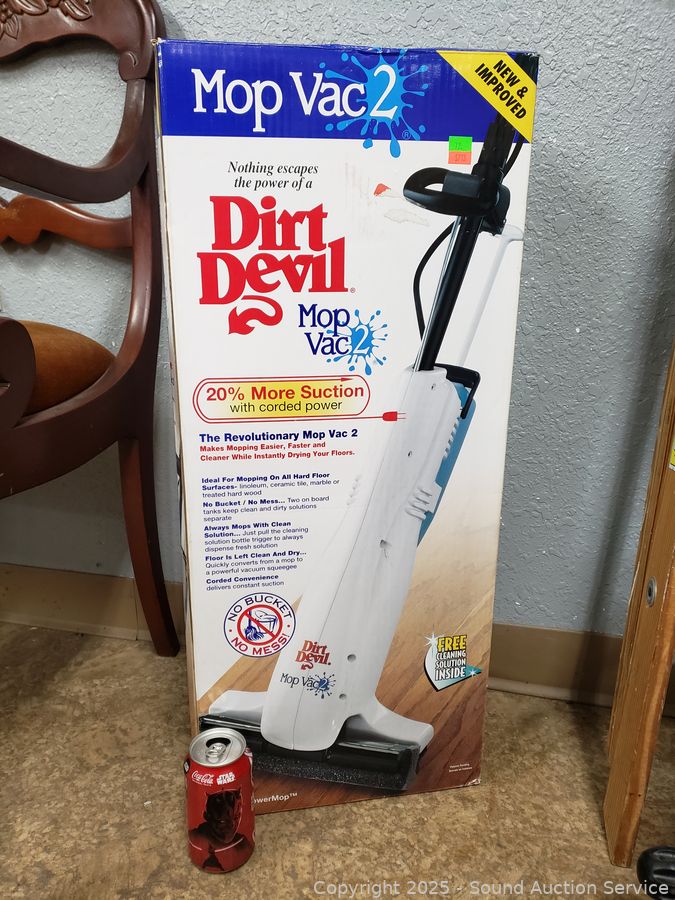 Mop Vac 2
®
NEW &
IMPROVED
Nothing escapes
the power of a
Dirt
Devil®
Mop
Vac 2
20% More Suction
with corded power
The Revolutionary Mop Vac 2
Makes Mopping Easier, Faster and
Cleaner While Instantly Drying Your Floors.
Ideal For Mopping On All Hard Floor
Surfaces- linoleum, ceramic tile, marble or
treated hard wood
No Bucket / No Mess... Two on board
tanks keep clean and dirty solutions
separate
Always Mops With Clean
Solution... Just pull the cleaning
solution bottle trigger to always
dispense fresh solution
Floor Is Left Clean And Dry...
Quickly converts from a mop to
a powerful vacuum squeegee
Corded Convenience
delivers constant suction
NO BUCKET
NO MESS!
Dirt
Devil
Mop Vac 2
FREE
CLEANING
SOLUTION
INSIDE
owerMop™
Coca-Cola
STAR
WARS
Copyright 2025 - Sound Auction Service